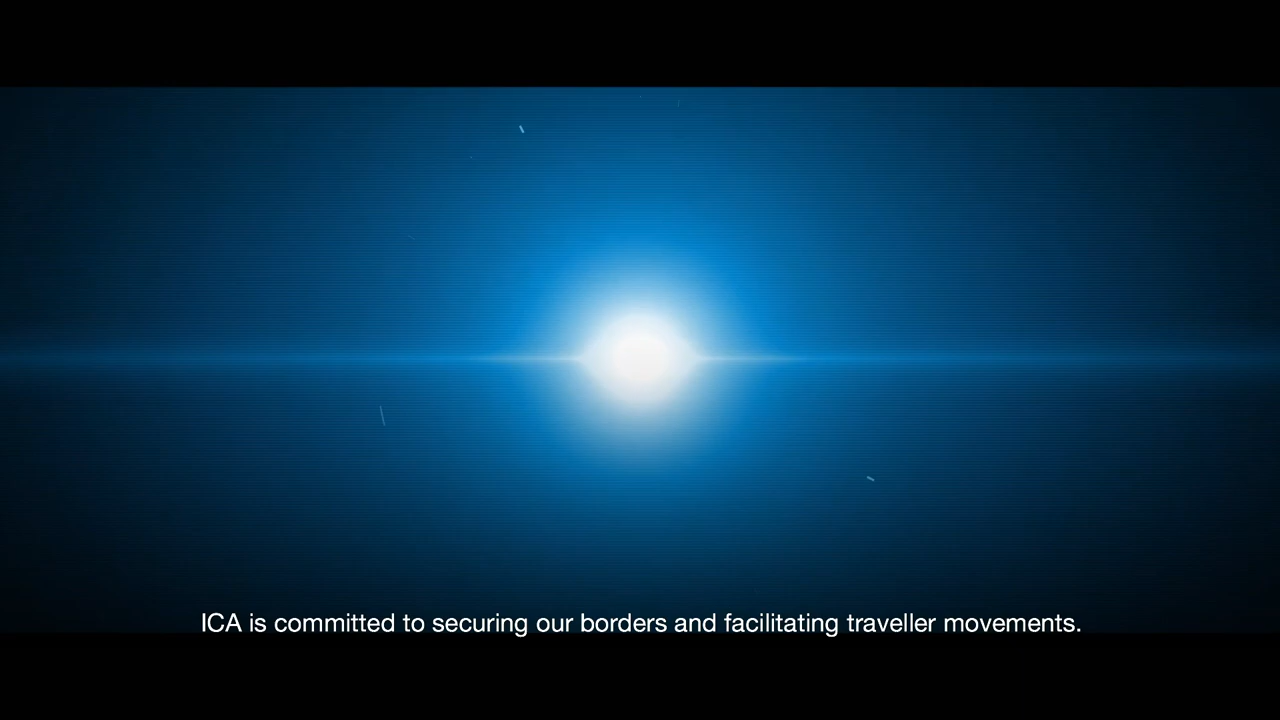 ICA is committed to securing our borders and facilitating traveller movements.